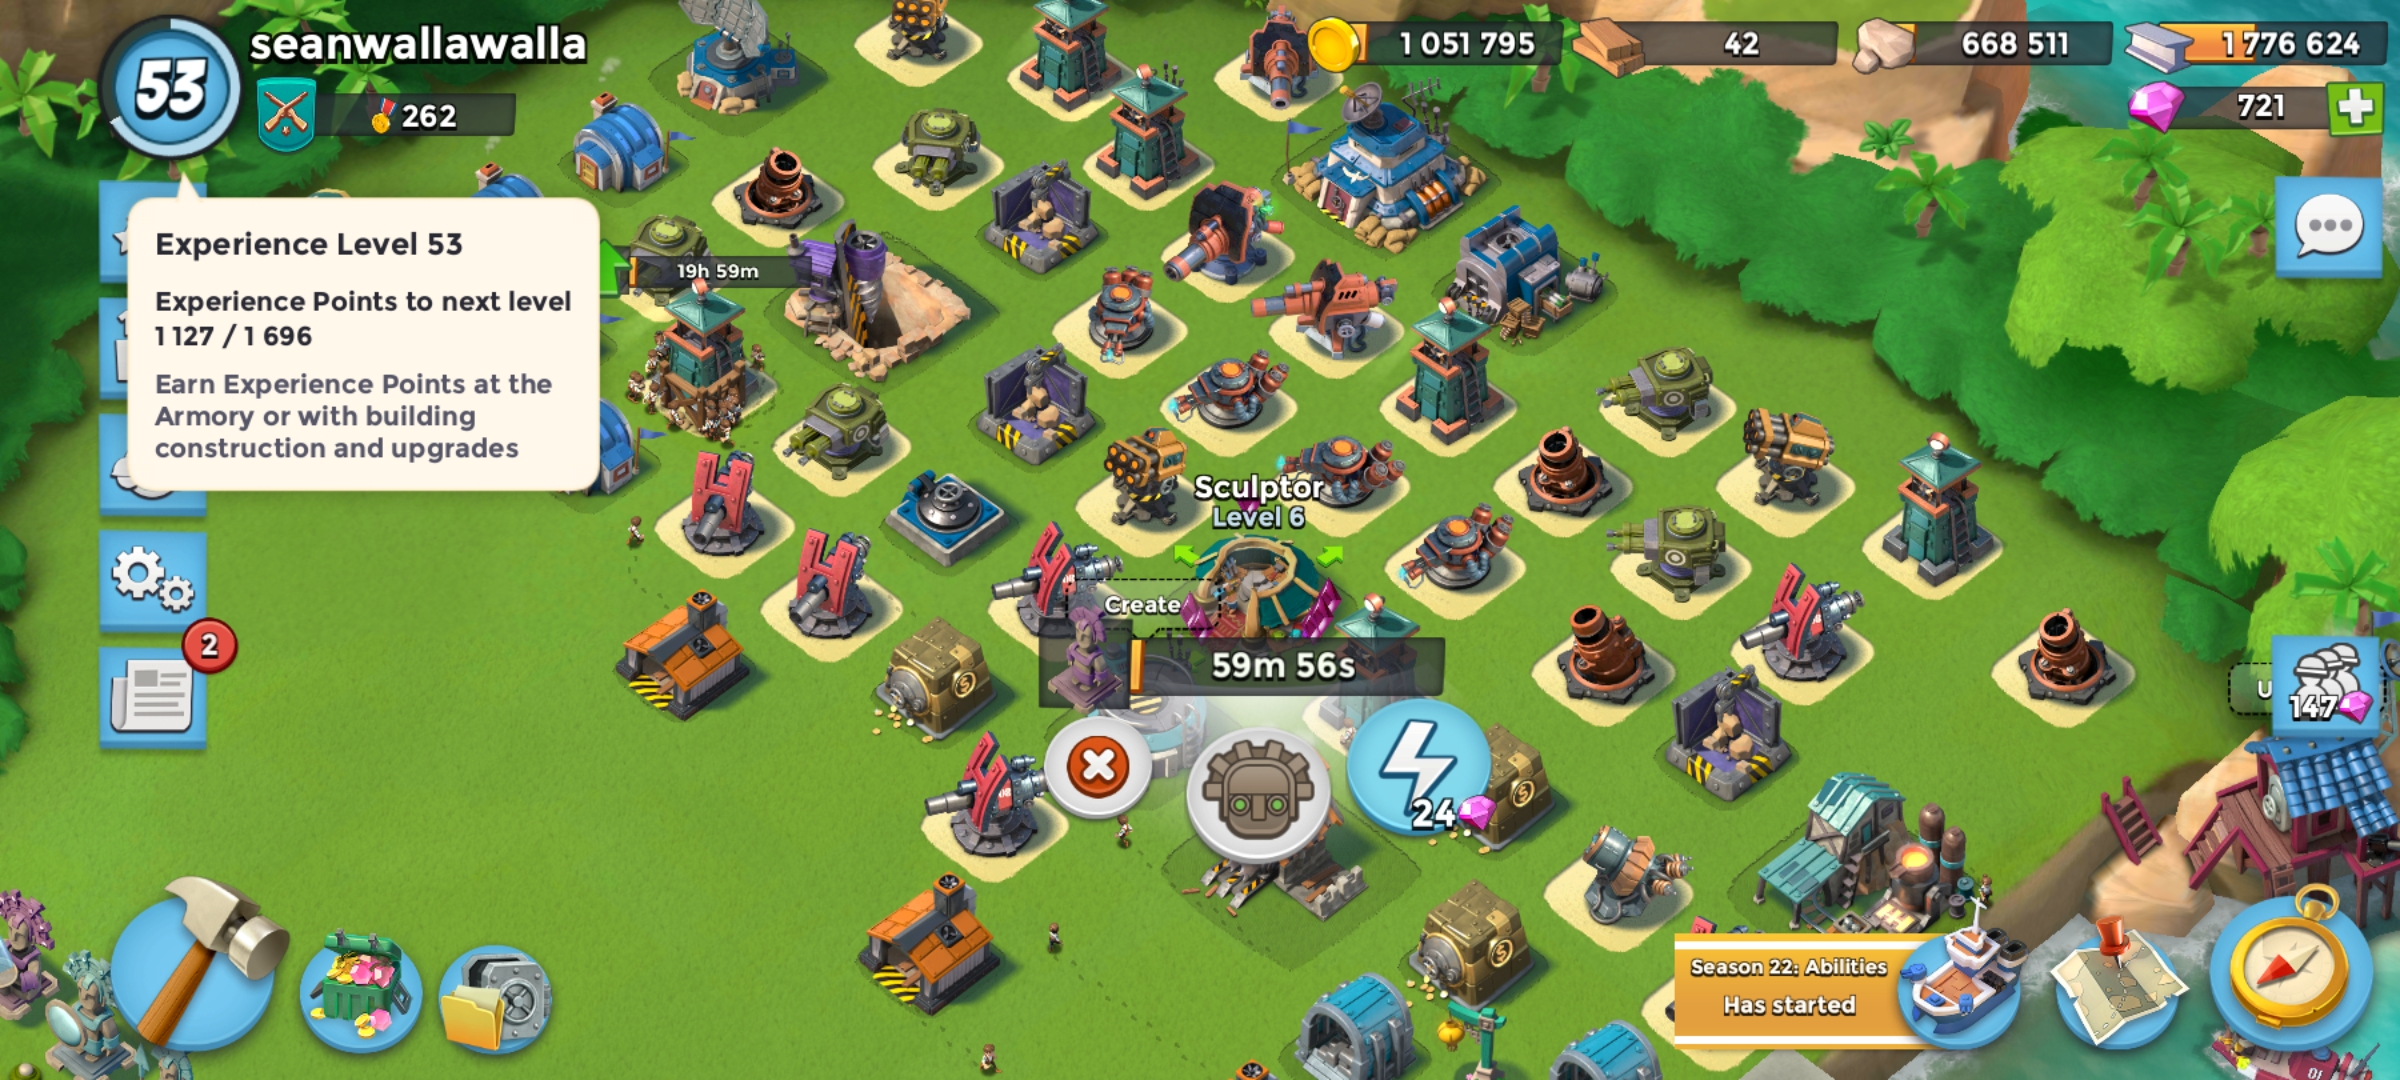 53
seanwallawalla
262
1 051 795
42
668 511
1 776 624
721
Experience Level 53
Experience Points to next level
1 127 / 1 696
Earn Experience Points at the
Armory or with building
construction and upgrades
19h 59m
Sculptor
Level 6
Create
59m 56s
24
2
U
147
Season 22: Abilities
Has started